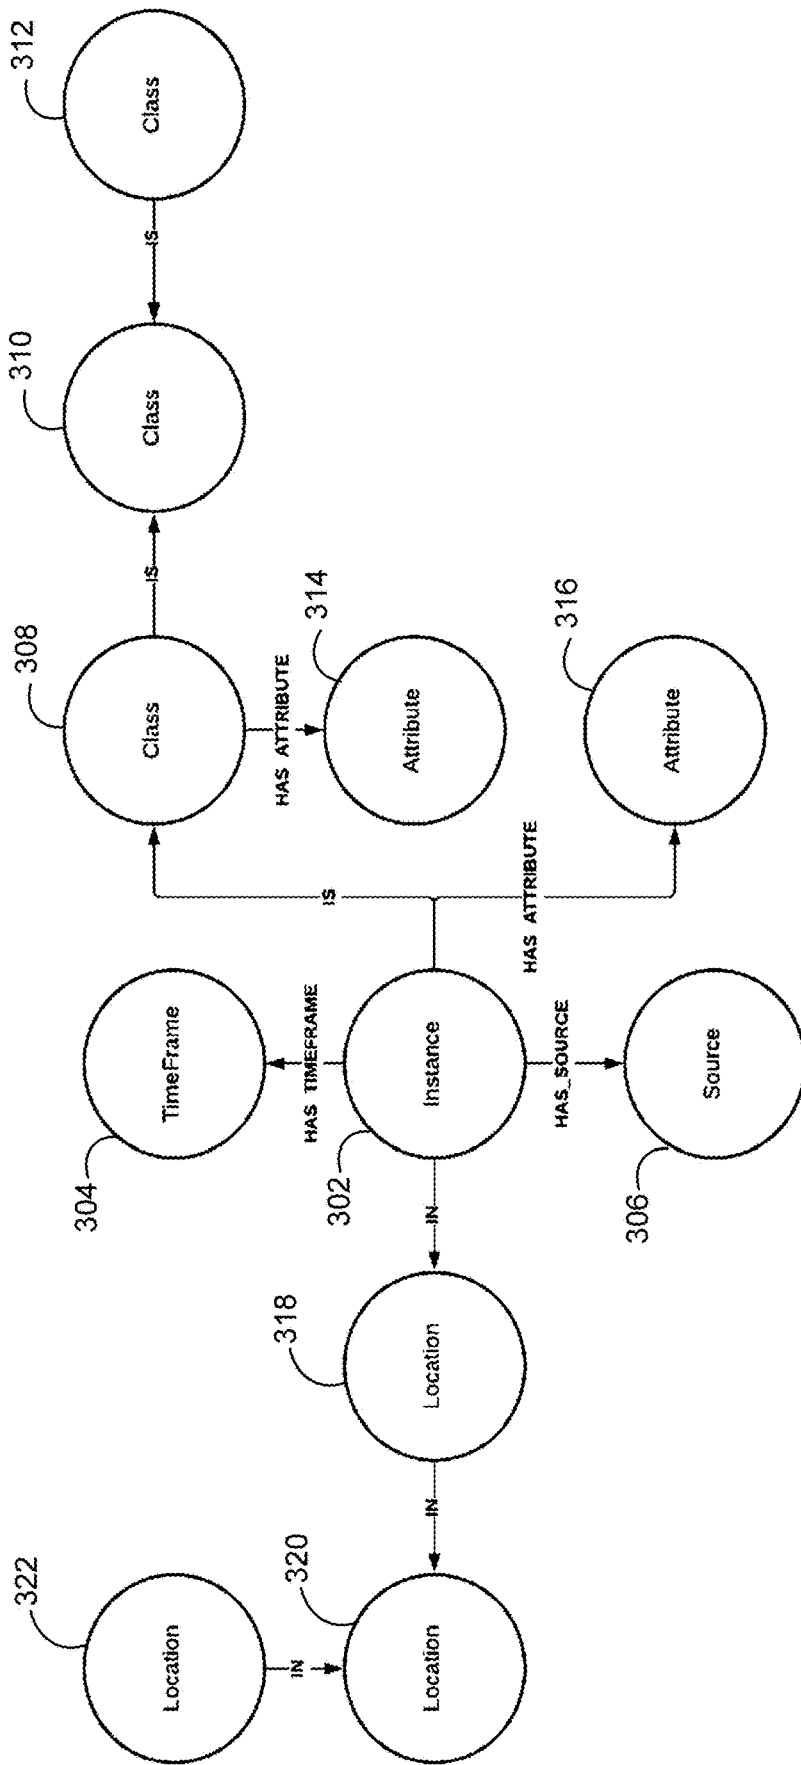 322
308
310
312
304
Location
TimeFrame
Class
IS
Class
IS
Class
IN
320
318
302
HAS TIMEFRAME
IS
HAS ATTRIBUTE
314
Location
IN
Location
IN
Instance
Attribute
HAS ATTRIBUTE
316
HAS_SOURCE
306
Source
Attribute